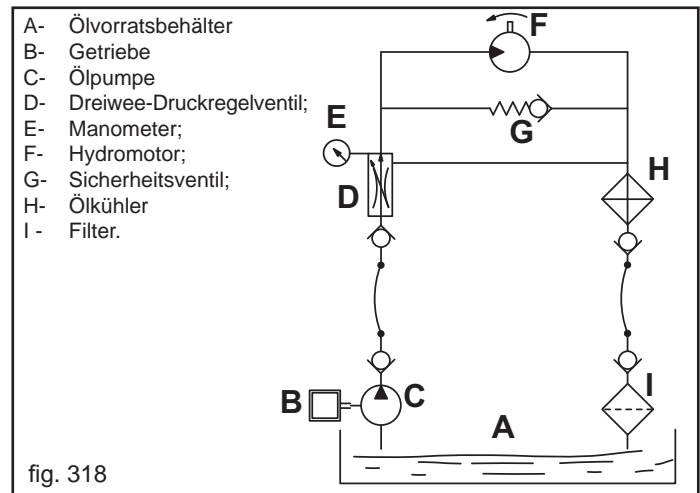 A- Ölvorratsbehälter
B- Getriebe
C- Ölpumpe
D- Dreiwee-Druckregelventil;
E- Manometer;
F- Hydromotor;
G- Sicherheitsventil;
H- Ölkühler
I - Filter.
F
E
G
H
D
B
C
I
A
fig. 318